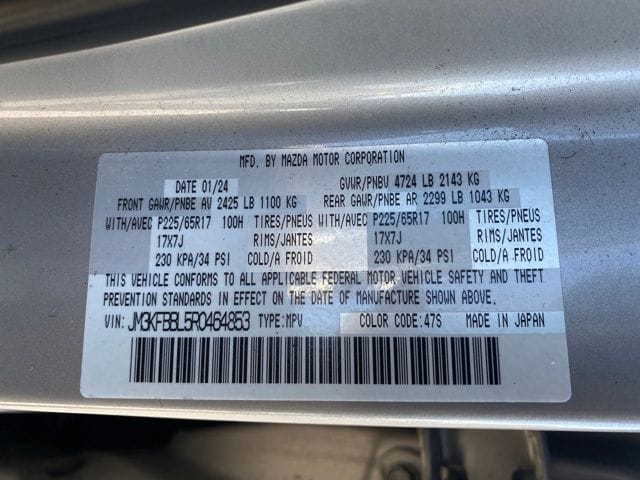 MFD. BY MAZDA MOTOR CORPORATION
DATE 01/24 GVWR/PNBV 4724 LB 2143 KG
FRONT GAWR/PNBE AV 2425 LB 1100 KG REAR GAWR/PNBE AR 2299 LB 1043 KG
WITH/AVEC P225/65R17 100H TIRES/PNEUS WITH/AVEC P225/65R17 100H TIRES/PNEUS
17X7J RIMS/JANTES 17X7J RIMS/JANTES
230 KPA/34 PSI COLD/A FROID 230 KPA/34 PSI COLD/A FROID
THIS VEHICLE CONFORMS TO ALL APPLICABLE FEDERAL MOTOR VEHICLE SAFETY AND THEFT
PREVENTION STANDARDS IN EFFECT ON THE DATE OF MANUFACTURE SHOWN ABOVE.
VIN: JM3KFBBL5R0464853 TYPE:MPV COLOR CODE:47S MADE IN JAPAN